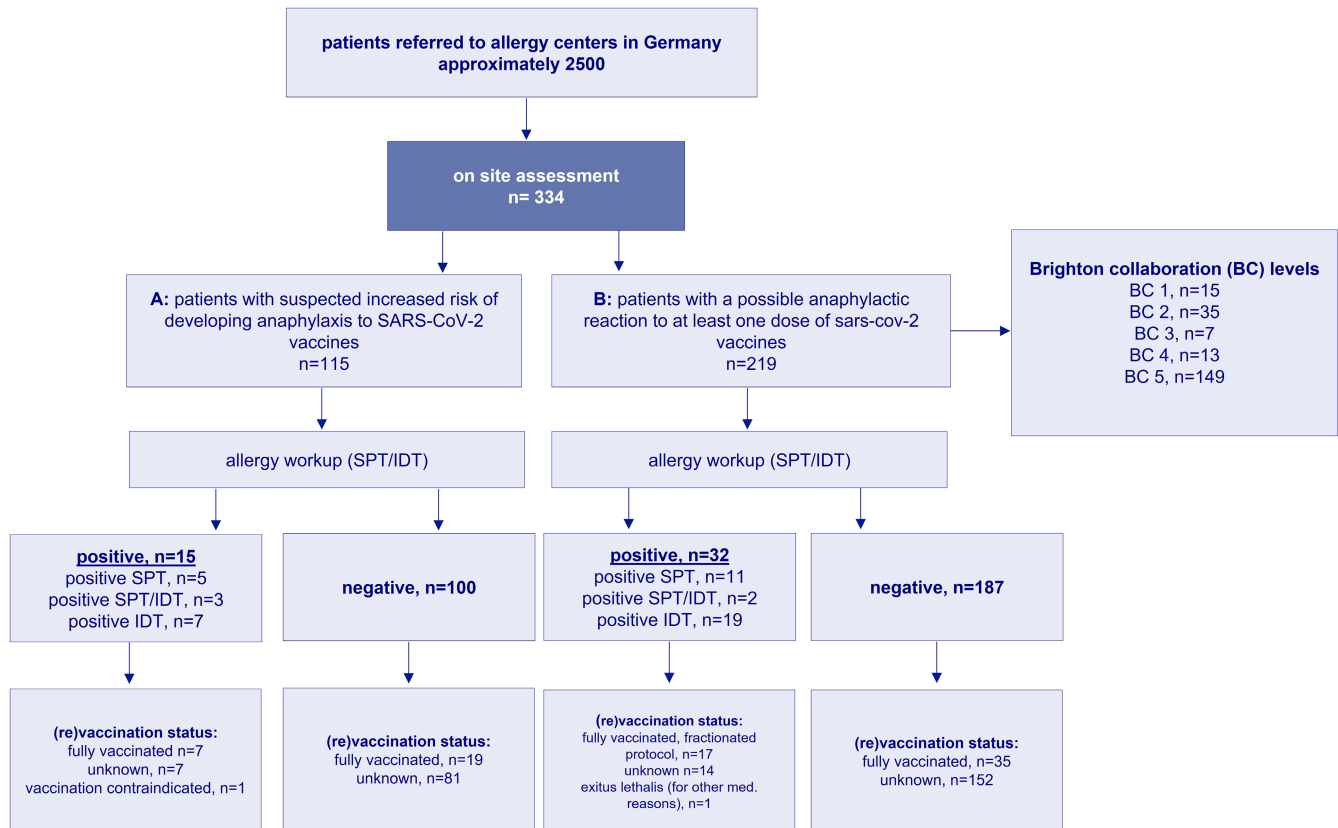 patients referred to allergy centers in Germany
approximately 2500
on site assessment
n= 334
A: patients with suspected increased risk of
developing anaphylaxis to SARS-CoV-2
vaccines
n=115
B: patients with a possible anaphylactic
reaction to at least one dose of sars-cov-2
vaccines
n=219
Brighton collaboration (BC) levels
BC 1, n=15
BC 2, n=35
BC 3, n=7
BC 4, n=13
BC 5, n=149
allergy workup (SPT/IDT)
allergy workup (SPT/IDT)
positive, n=15
positive SPT, n=5
positive SPT/IDT, n=3
positive IDT, n=7
negative, n=100
positive, n=32
positive SPT, n=11
positive SPT/IDT, n=2
positive IDT, n=19
negative, n=187
(re)vaccination status:
fully vaccinated n=7
unknown, n=7
vaccination contraindicated, n=1
(re)vaccination status:
fully vaccinated, n=19
unknown, n=81
(re)vaccination status:
fully vaccinated, fractionated
protocol, n=17
unknown n=14
exitus lethalis (for other med.
reasons), n=1
(re)vaccination status:
fully vaccinated, n=35
unknown, n=152